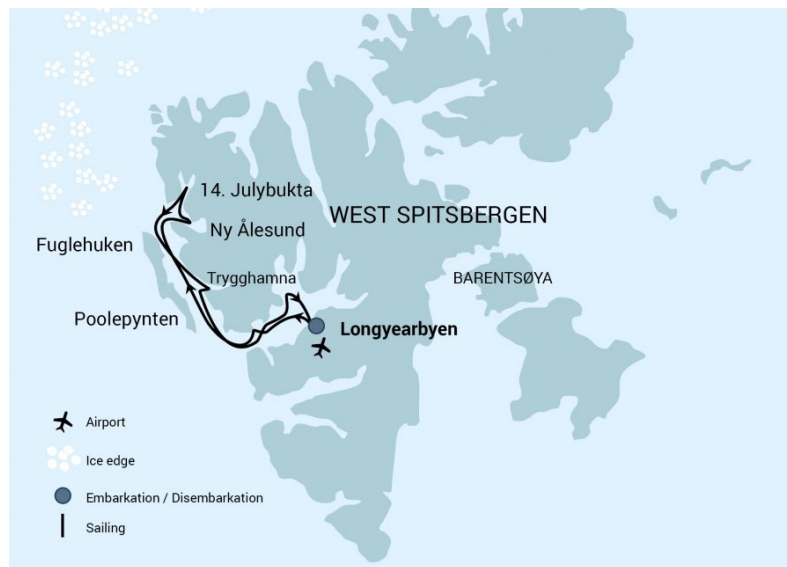 14. Julybukta
WEST SPITSBERGEN
Ny Ålesund
Fuglehuken
Trygghamna
BARENTSØYA
Poolepynten
Longyearbyen
Airport
Ice edge
Embarkation / Disembarkation
Sailing